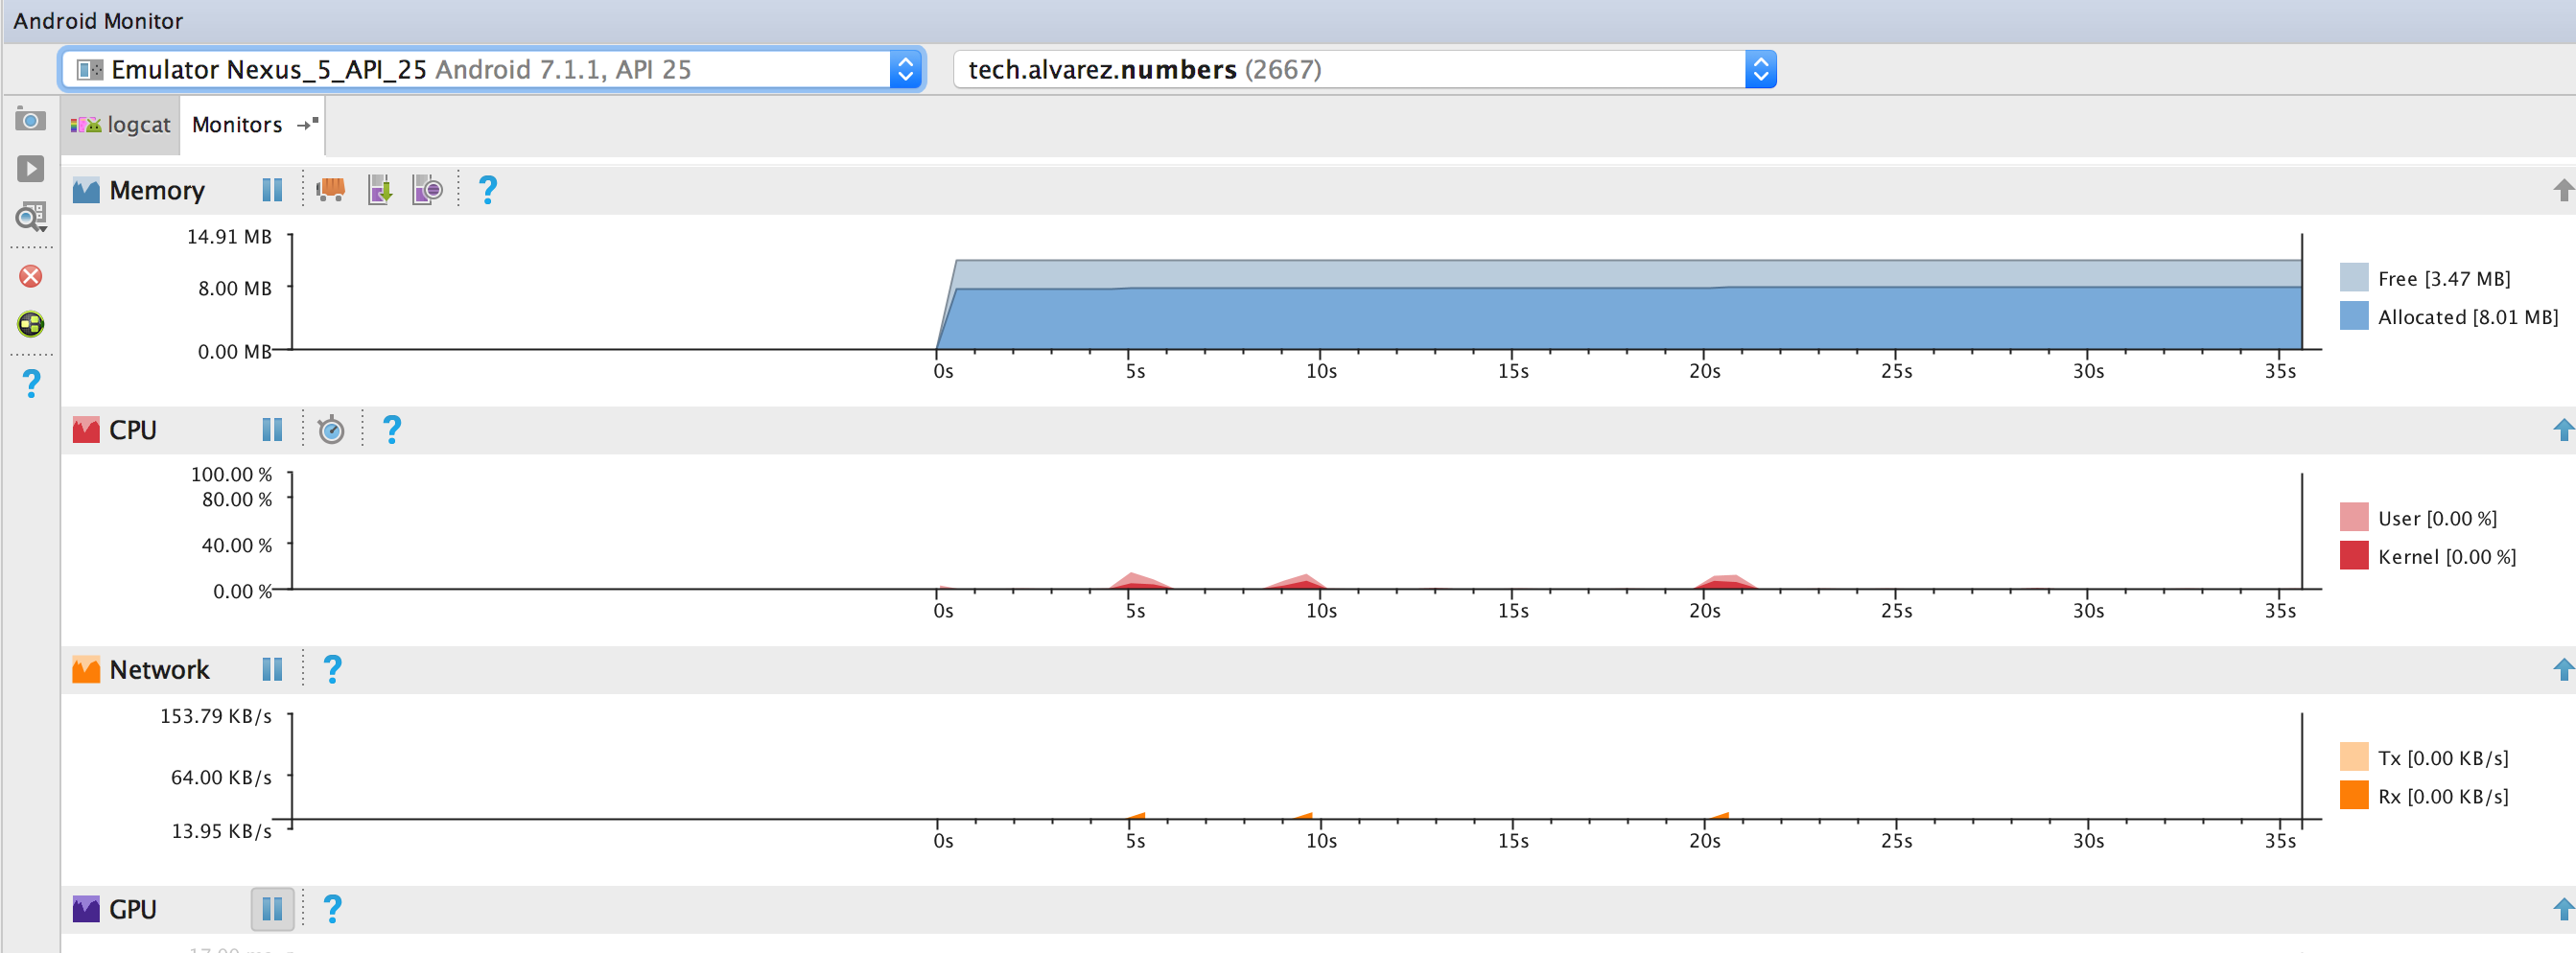 Android Monitor
Emulator Nexus_5_API_25 Android 7.1.1, API 25
tech.alvarez.numbers (2667)
logcat
Monitors
Memory
?
14.91 MB
8.00 MB
0.00 MB
0s 5s 10s 15s 20s 25s 30s 35s
Free [3.47 MB]
Allocated [8.01 MB]
?
CPU
?
100.00 %
80.00 %
40.00 %
0.00 %
0s 5s 10s 15s 20s 25s 30s 35s
User [0.00 %]
Kernel [0.00 %]
Network
?
153.79 KB/s
64.00 KB/s
13.95 KB/s
0s 5s 10s 15s 20s 25s 30s 35s
Tx [0.00 KB/s]
Rx [0.00 KB/s]
GPU
?